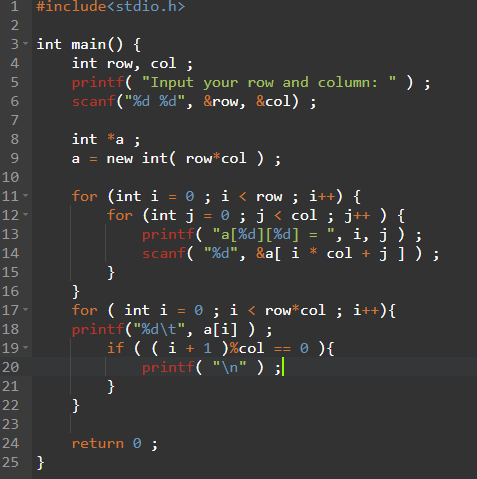 1 #include<stdio.h>
2
3 int main() {
4     int row, col ;
5     printf( "Input your row and column: " ) ;
6     scanf("%d %d", &row, &col) ;
7
8     int *a ;
9     a = new int( row*col ) ;
10
11     for (int i = 0 ; i < row ; i++) {
12         for (int j = 0 ; j < col ; j++ ) {
13             printf( "a[%d][%d] = ", i, j ) ;
14             scanf( "%d", &a[ i * col + j ] ) ;
15         }
16     }
17     for ( int i = 0 ; i < row*col ; i++){
18     printf("%d\t", a[i] ) ;
19         if ( ( i + 1 )%col == 0 ){
20             printf( "\n" ) ;
21         }
22     }
23
24     return 0 ;
25 }